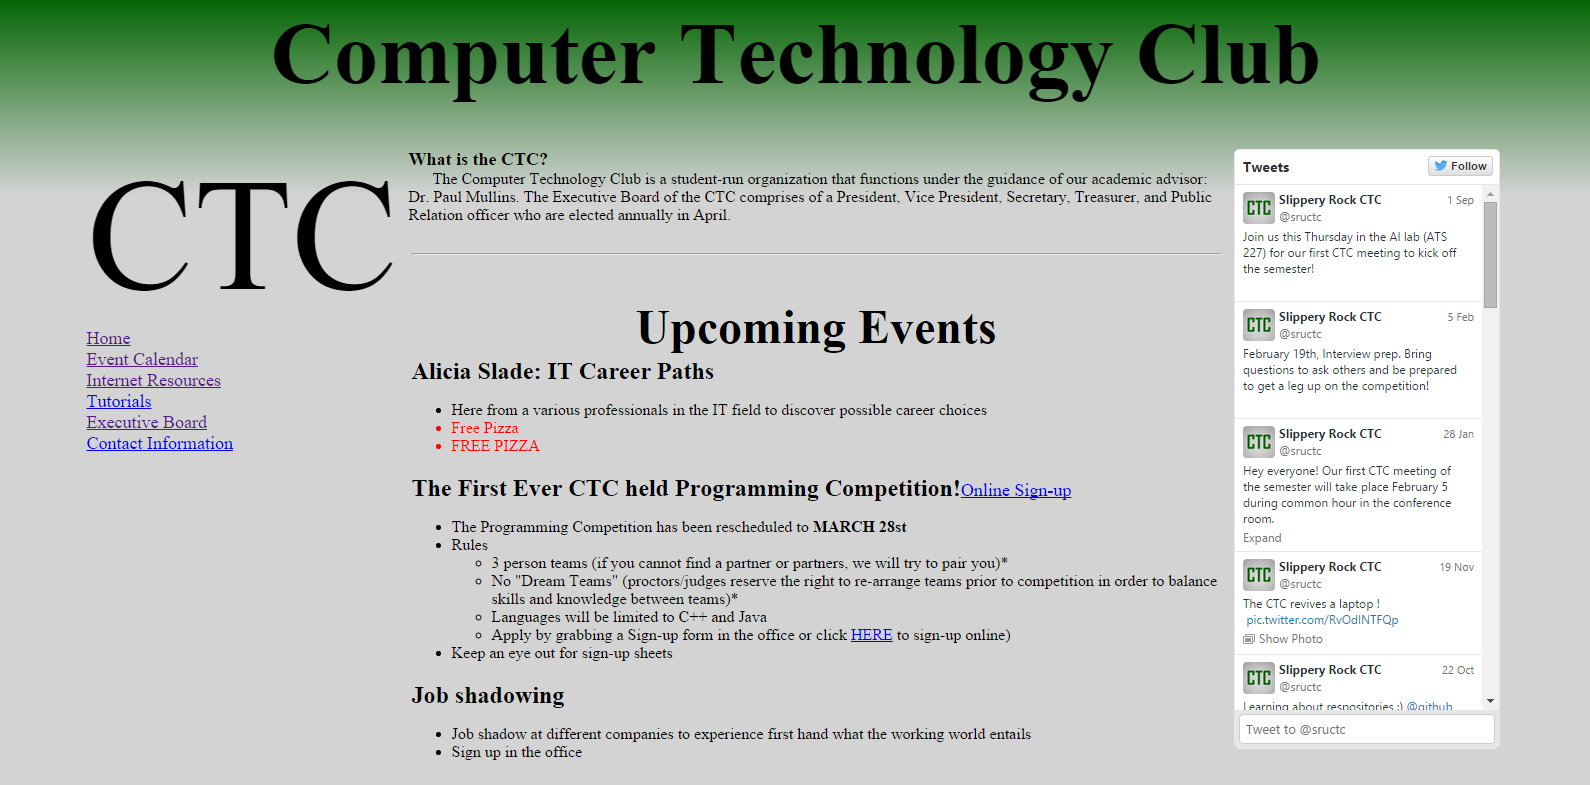 Computer Technology Club
CTC
Home
Event Calendar
Internet Resources
Tutorials
Executive Board
Contact Information
What is the CTC?
The Computer Technology Club is a student-run organization that functions under the guidance of our academic advisor:
Dr. Paul Mullins. The Executive Board of the CTC comprises of a President, Vice President, Secretary, Treasurer, and Public
Relation officer who are elected annually in April.
Upcoming Events
Alicia Slade: IT Career Paths
Here from a various professionals in the IT field to discover possible career choices
Free Pizza
FREE PIZZA
The First Ever CTC held Programming Competition!Online Sign-up
The Programming Competition has been rescheduled to MARCH 28st
Rules
3 person teams (if you cannot find a partner or partners, we will try to pair you)*
No "Dream Teams" (proctors/judges reserve the right to re-arrange teams prior to competition in order to balance
skills and knowledge between teams)*
Languages will be limited to C++ and Java
Apply by grabbing a Sign-up form in the office or click HERE to sign-up online)
Keep an eye out for sign-up sheets
Job shadowing
Job shadow at different companies to experience first hand what the working world entails
Sign up in the office
Tweets Follow
CTC Slippery Rock CTC 1 Sep
@sructc
Join us this Thursday in the AI lab (ATS
227) for our first CTC meeting to kick off
the semester!
CTC Slippery Rock CTC 5 Feb
@sructc
February 19th, Interview prep. Bring
questions to ask others and be prepared
to get a leg up on the competition!
CTC Slippery Rock CTC 28 Jan
@sructc
Hey everyone! Our first CTC meeting of
the semester will take place February 5
during common hour in the conference
room.
Expand
CTC Slippery Rock CTC 19 Nov
@sructc
The CTC revives a laptop !
pic.twitter.com/RvOdINTFQp
Show Photo
CTC Slippery Rock CTC 22 Oct
@sructc
Learning about respositories :) @github
Tweet to @sructc